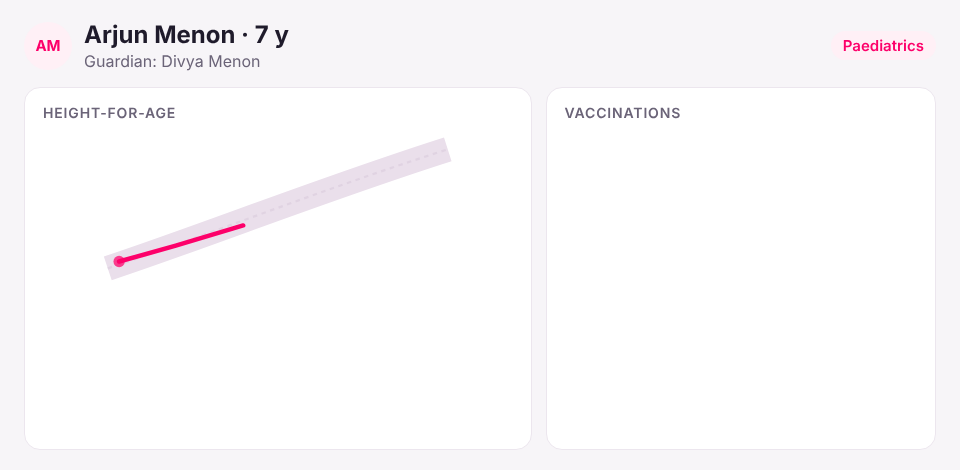 AM
Arjun Menon · 7 y
Guardian: Divya Menon
Paediatrics
HEIGHT-FOR-AGE
VACCINATIONS